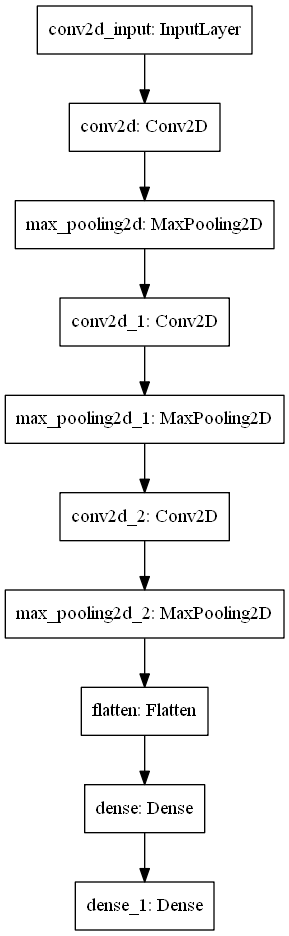 conv2d_input: InputLayer
conv2d: Conv2D
max_pooling2d: MaxPooling2D
conv2d_1: Conv2D
max_pooling2d_1: MaxPooling2D
conv2d_2: Conv2D
max_pooling2d_2: MaxPooling2D
flatten: Flatten
dense: Dense
dense_1: Dense